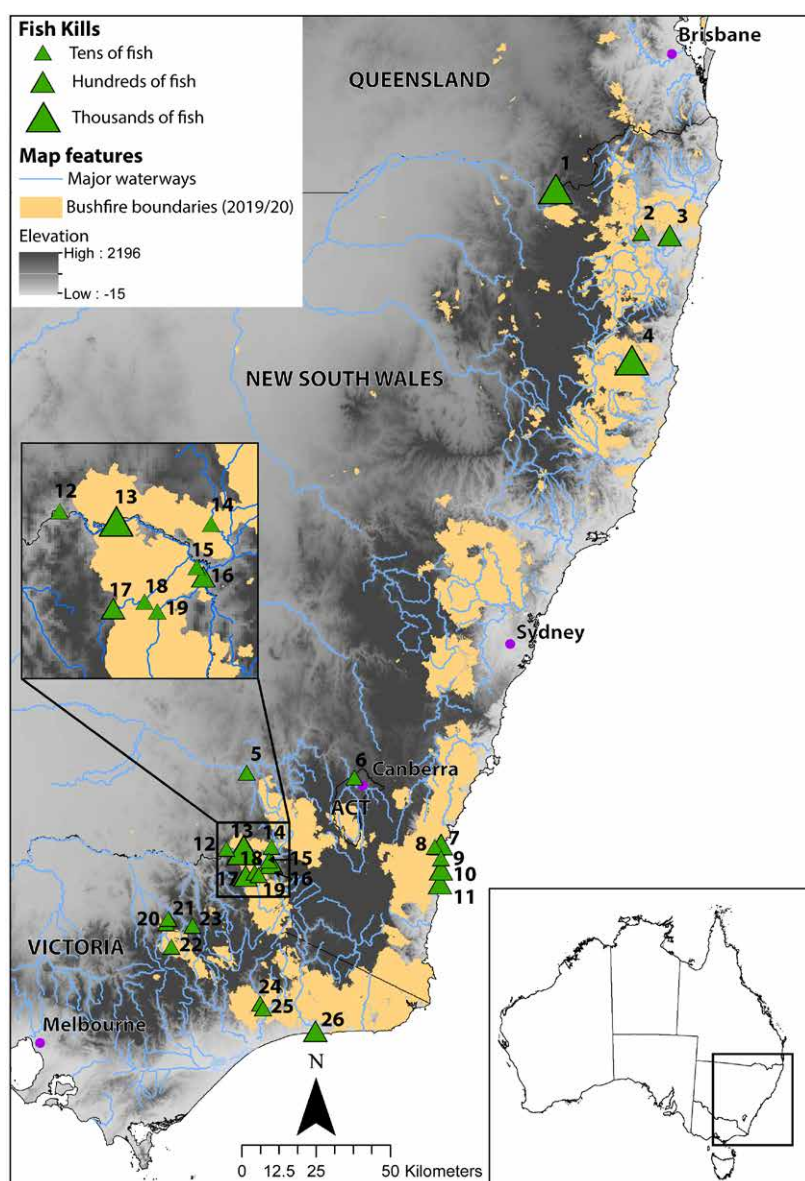 Fish Kills
Tens of fish
Hundreds of fish
Thousands of fish
Map features
Major waterways
Bushfire boundaries (2019/20)
Elevation
High : 2196
Low : -15
Brisbane
QUEENSLAND
1
2
3
4
NEW SOUTH WALES
12
13
14
15
16
17
18
19
Sydney
5
6
Canberra
ACT
12
13
14
15
16
17
18
19
7
8
9
10
11
20
21
22
23
VICTORIA
24
25
26
Melbourne
N
0 12.5 25 50 Kilometers